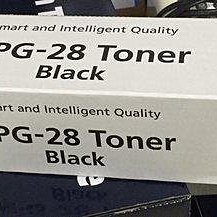 mart and Intelligent Quality
PG-28 Toner
Black
art and Intelligent Quality
PG-28 Toner
Black